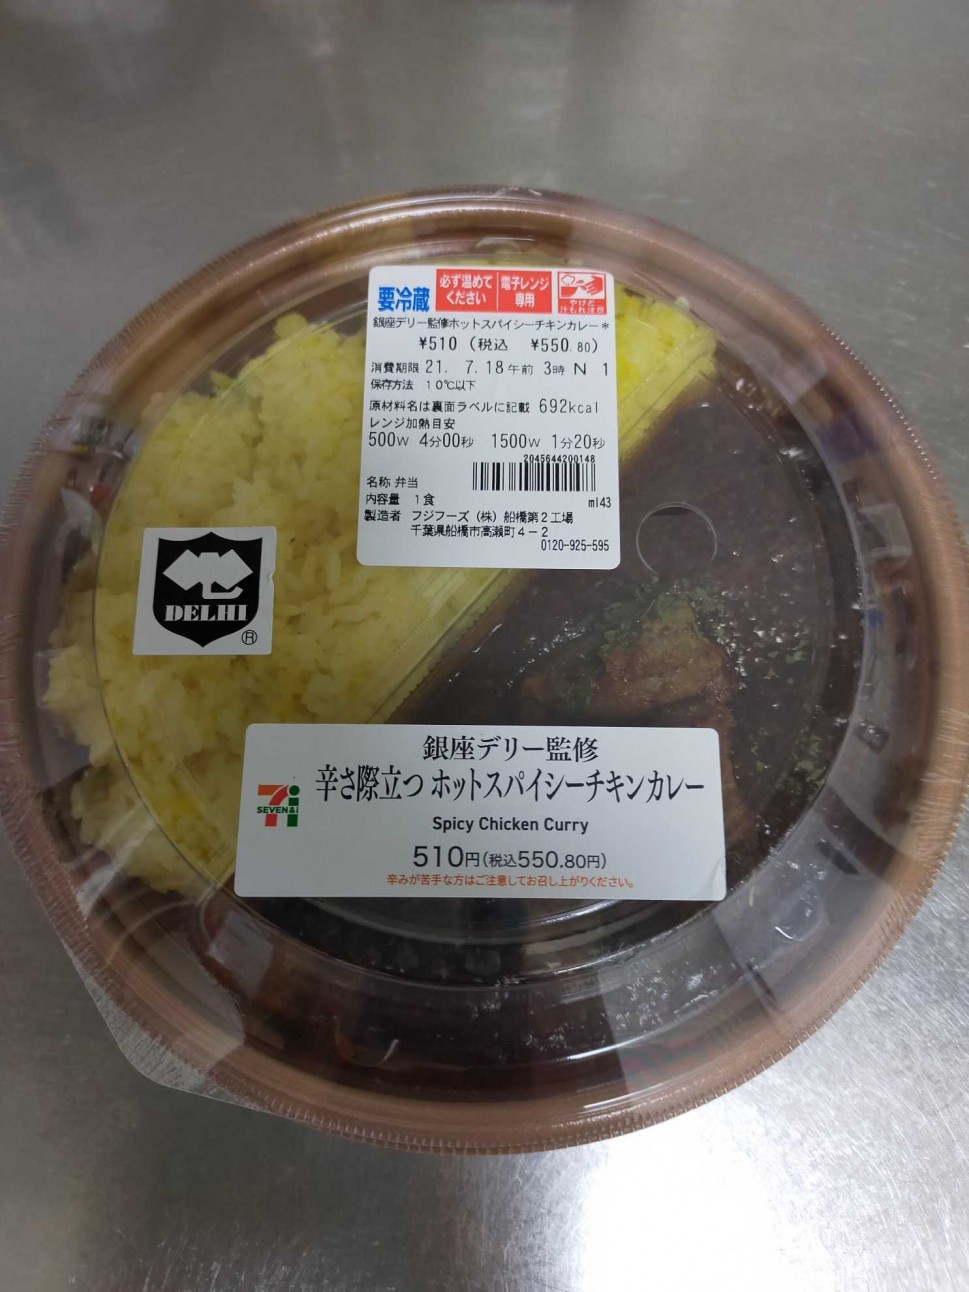 要冷蔵
必ず温めて
ください
電子レンジ
専用
やけど
汁もれ注意
銀座デリー監修ホットスパイシーチキンカレー*
¥510 (税込 ¥550.80)
消費期限 21. 7.18午前 3時 N 1
保存方法 10℃以下
原材料名は裏面ラベルに記載 692kcal
レンジ加熱目安
500W 4分00秒 1500W 1分20秒
2045644200148
名称 弁当
内容量 1食 ml43
製造者 フジフーズ (株) 船橋第2工場
千葉県船橋市高瀬町4-2
0120-925-595
DELHI
®
銀座デリー監修
辛さ際立つ ホットスパイシーチキンカレー
SEVEN&i
Spicy Chicken Curry
510円(税込550.80円)
辛みが苦手な方はご注意してお召し上がりください。